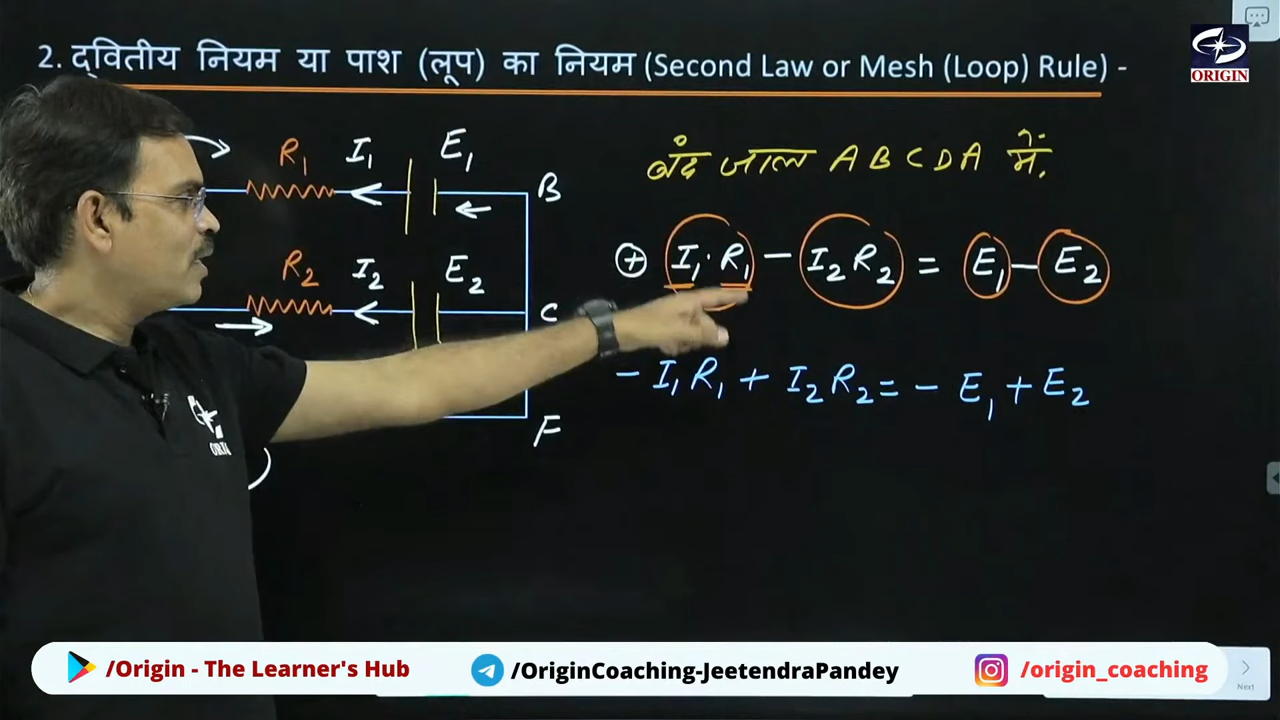 2. द्वितीय नियम या पाश (लूप) का नियम (Second Law or Mesh (Loop) Rule) -
ORIGIN
R₁ I₁ E₁
B
R₂ I₂ E₂
C
F
बंद जाल A B C D A में.
+ I₁·R₁ - I₂R₂ = E₁ - E₂
- I₁R₁ + I₂R₂ = - E₁ + E₂
/Origin - The Learner's Hub
/OriginCoaching-JeetendraPandey
/origin_coaching
Next